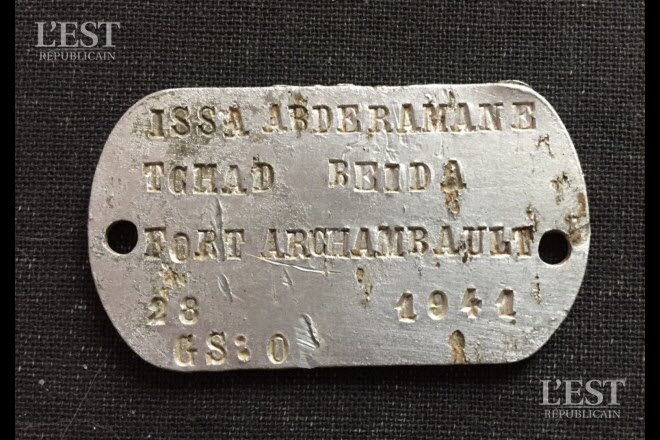 L'EST
RÉPUBLICAIN
ISSA ABDERAMANE
TCHAD BEIDA
FORT ARCHAMBAULT
28 1941
GS:O
L'EST
RÉPUBLICAIN